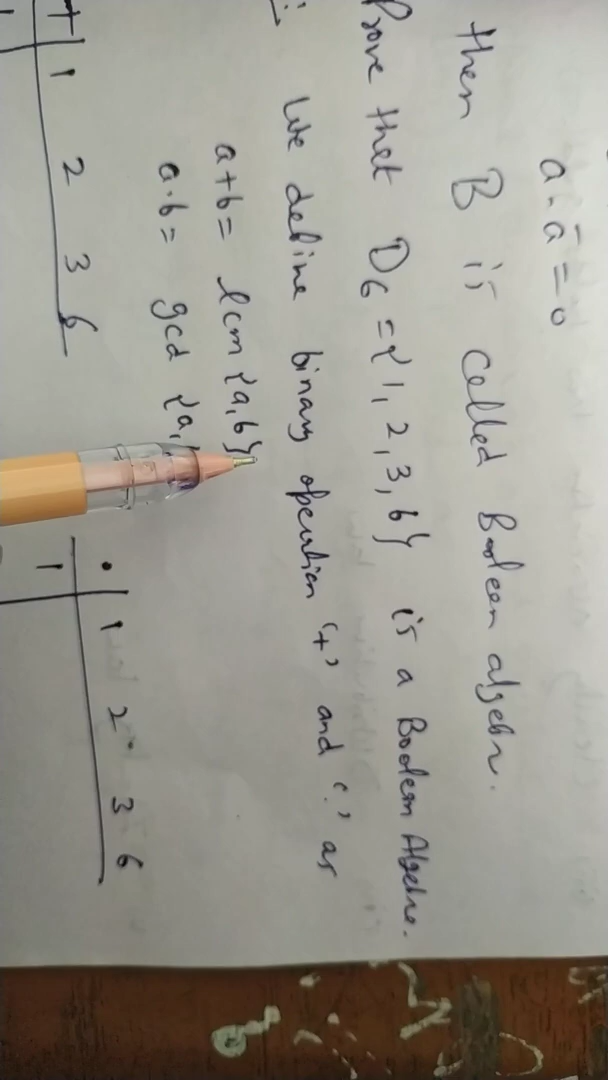 a·ā = 0
then B is called Boolean algebr.
Prove that D6 = {1, 2, 3, 6} is a Boolean Algebra.
We define binary operation '+' and '.' as
a+b= lcm {a,b}
a·b= gcd {a,
+ 1 2 3 6
· 1 2 3 6
1